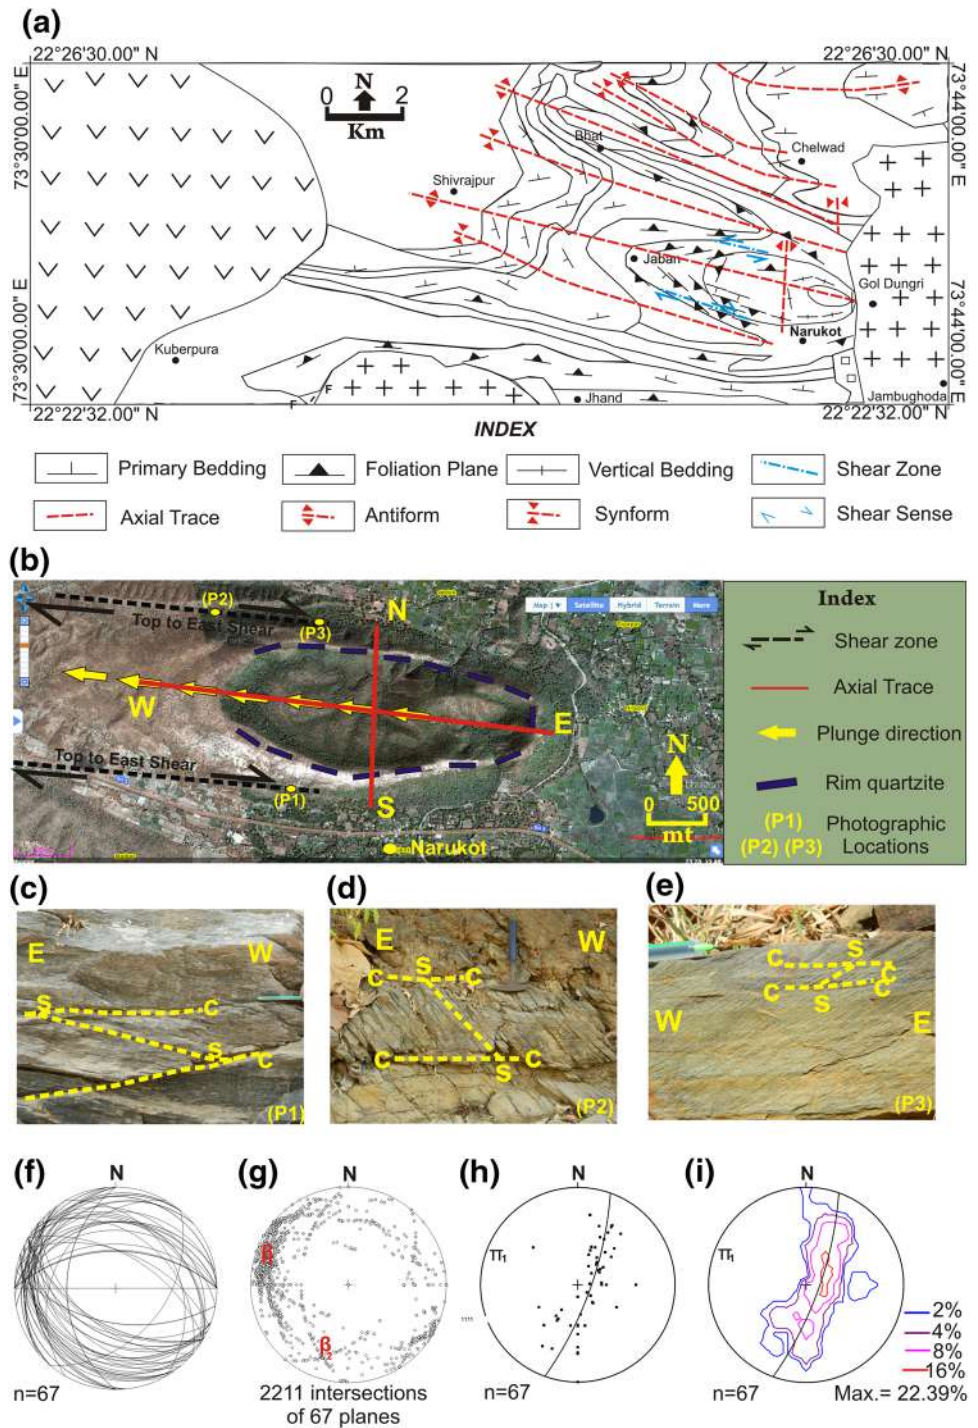 (a)
22°26'30.00" N
22°26'30.00" N
73°30'00.00" E
73°44'00.00" E
N
0 2
Km
Bhat
Chelwad
Shivrajpur
Jaban
Gol Dungri
Narukot
Kuberpura
73°30'00.00" E
73°44'00.00" E
F
F
Jhand
Jambughoda
22°22'32.00" N
22°22'32.00" N
INDEX
Primary Bedding
Foliation Plane
Vertical Bedding
Shear Zone
Axial Trace
Antiform
Synform
Shear Sense
(b)
Map | ▼ Satellite Hybrid Terrain More
(P2)
Top to East Shear
(P3)
N
W
E
Top to East Shear
(P1)
S
N
0 500
mt
Narukot
Index
Shear zone
Axial Trace
Plunge direction
Rim quartzite
(P1)
(P2) (P3)
Photographic
Locations
(c)
E W
S C
S C
(P1)
(d)
E W
C S C
C S C
(P2)
(e)
C S C
C S C
W E
(P3)
(f)
N
n=67
(g)
N
β1
β2
2211 intersections
of 67 planes
(h)
N
π1
n=67
(i)
N
π1
n=67
2%
4%
8%
16%
Max.= 22.39%